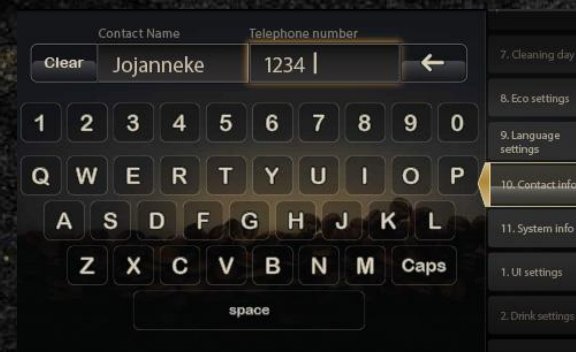 Contact Name Telephone number
Clear Jojanneke 1234
1 2 3 4 5 6 7 8 9 0
Q W E R T Y U I O P
A S D F G H J K L
Z X C V B N M Caps
space
7. Cleaning day
8. Eco settings
9. Language
settings
10. Contact info
11. System info
1. UI settings
2. Drink settings